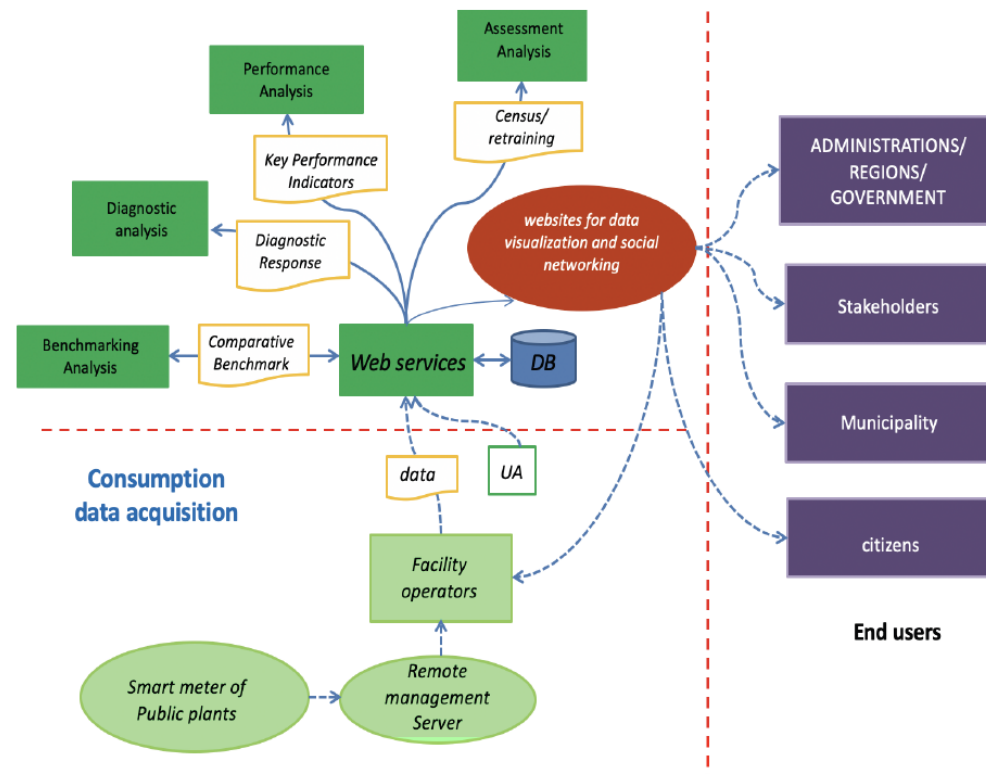 Assessment
Analysis
Performance
Analysis
Census/
retraining
Key Performance
Indicators
ADMINISTRATIONS/
REGIONS/
GOVERNMENT
Diagnostic
analysis
Diagnostic
Response
websites for data
visualization and social
networking
Stakeholders
Benchmarking
Analysis
Comparative
Benchmark
Web services
DB
Municipality
Consumption
data acquisition
data
UA
citizens
Facility
operators
End users
Smart meter of
Public plants
Remote
management
Server